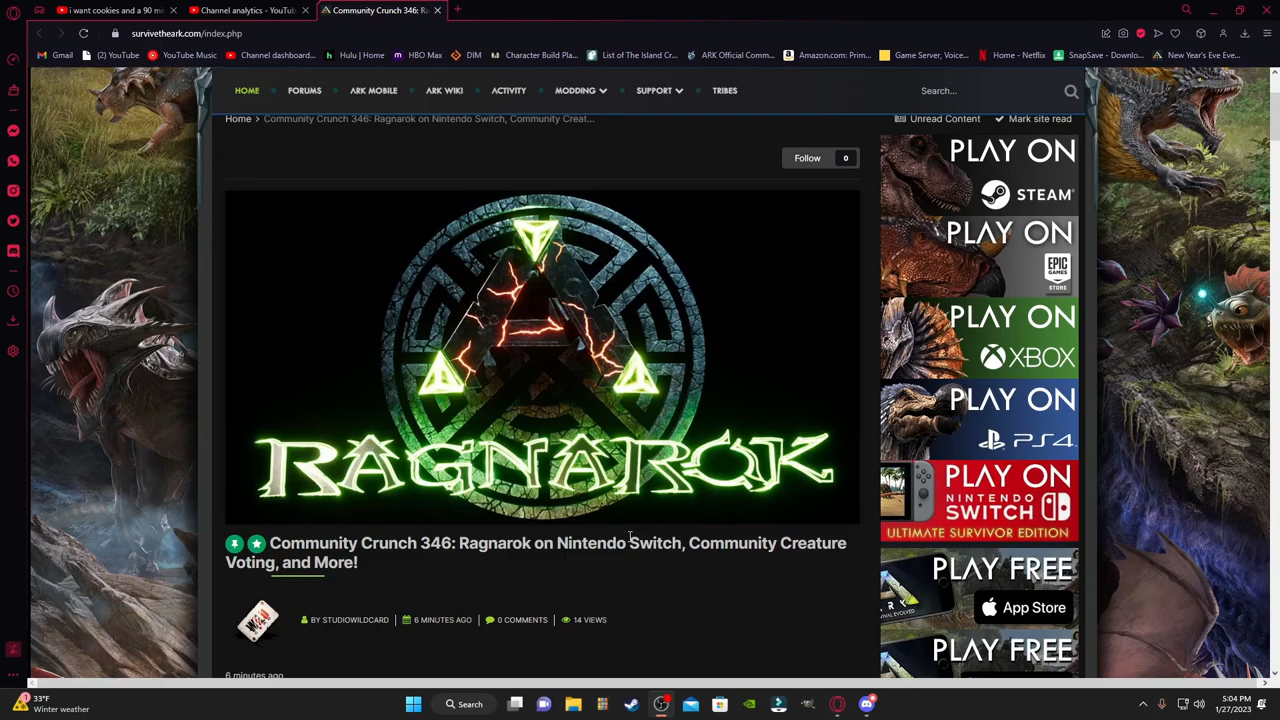 i want cookies and a 90 mi
Channel analytics - YouTub
Community Crunch 346: Ra
survivetheark.com/index.php
Gmail
(2) YouTube
YouTube Music
Channel dashboard...
Hulu | Home
HBO Max
DIM
Character Build Pla...
List of The Island Cr...
ARK Official Comm...
Amazon.com: Prim...
Game Server, Voice...
Home - Netflix
SnapSave - Downlo...
New Year's Eve Eve...
HOME
FORUMS
ARK MOBILE
ARK WIKI
ACTIVITY
MODDING
SUPPORT
TRIBES
Search...
Home > Community Crunch 346: Ragnarok on Nintendo Switch, Community Creat...
Unread Content
Mark site read
Follow 0
RAGNAROK
Community Crunch 346: Ragnarok on Nintendo Switch, Community Creature
Voting, and More!
BY STUDIOWILDCARD
6 MINUTES AGO
0 COMMENTS
14 VIEWS
6 minutes ago
PLAY ON
STEAM
PLAY ON
EPIC
GAMES
STORE
PLAY ON
XBOX
PLAY ON
PS4
PLAY ON
NINTENDO
SWITCH
ULTIMATE SURVIVOR EDITION
PLAY FREE
App Store
PLAY FREE
33°F
Winter weather
Search
5:04 PM
1/27/2023